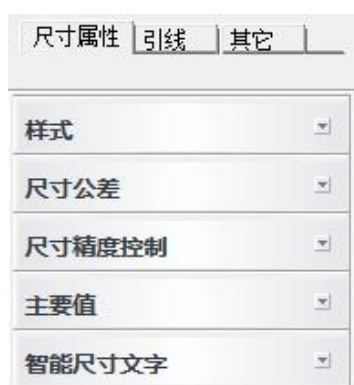 尺寸属性 引线 其它
样式
尺寸公差
尺寸精度控制
主要值
智能尺寸文字